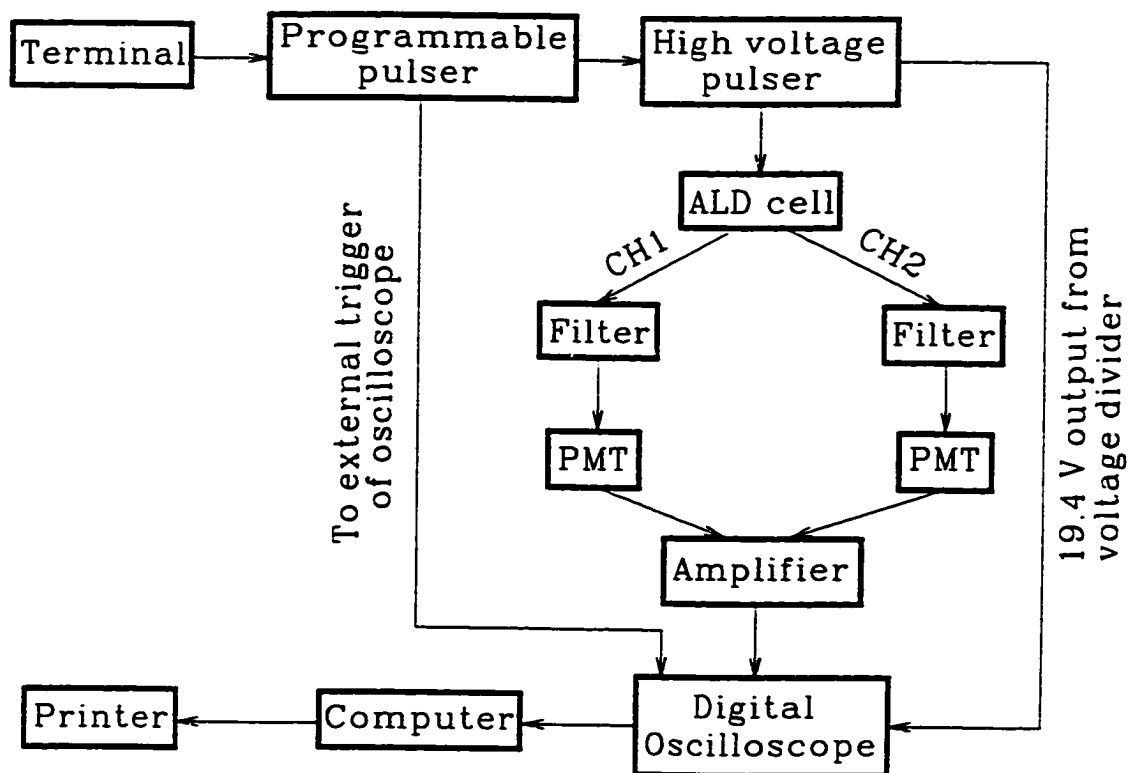 Terminal
Programmable
pulser
High voltage
pulser
ALD cell
CH1
CH2
To external trigger
of oscilloscope
19.4 V output from
voltage divider
Filter
Filter
PMT
PMT
Amplifier
Digital
Oscilloscope
Computer
Printer